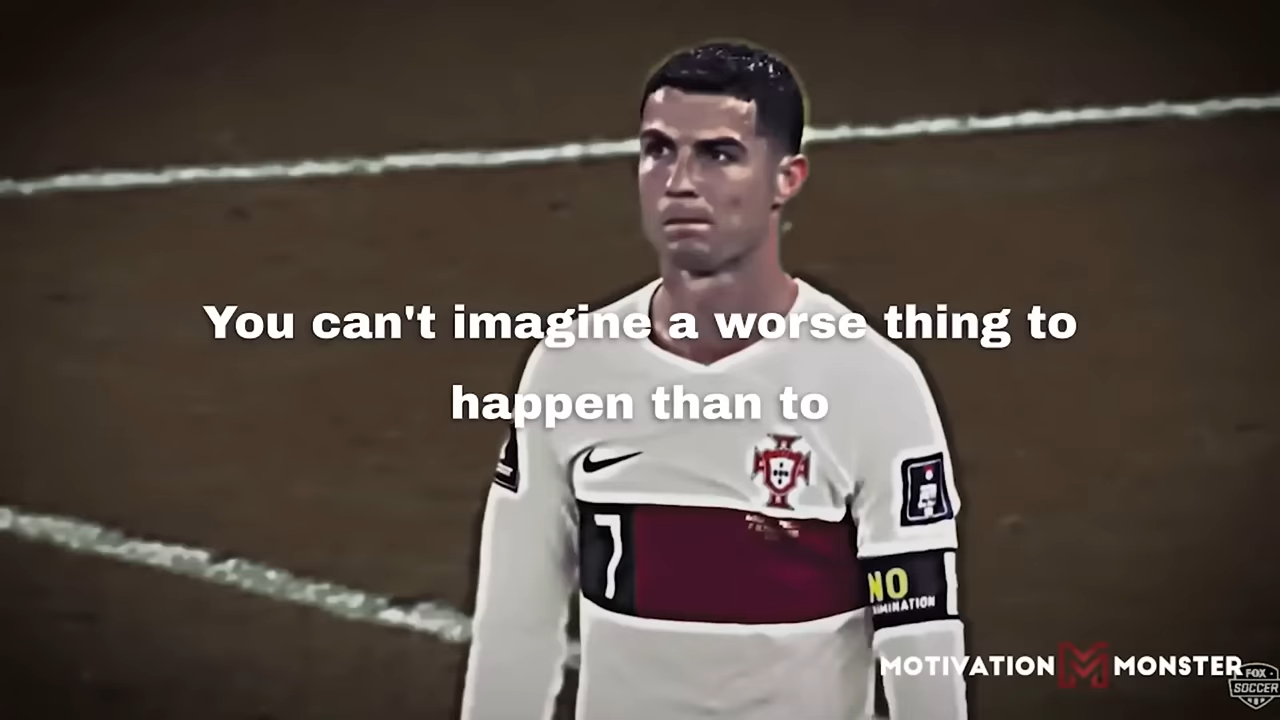 You can't imagine a worse thing to
happen than to
7
NO
MOTIVATION MONSTER
FOX
SOCCER